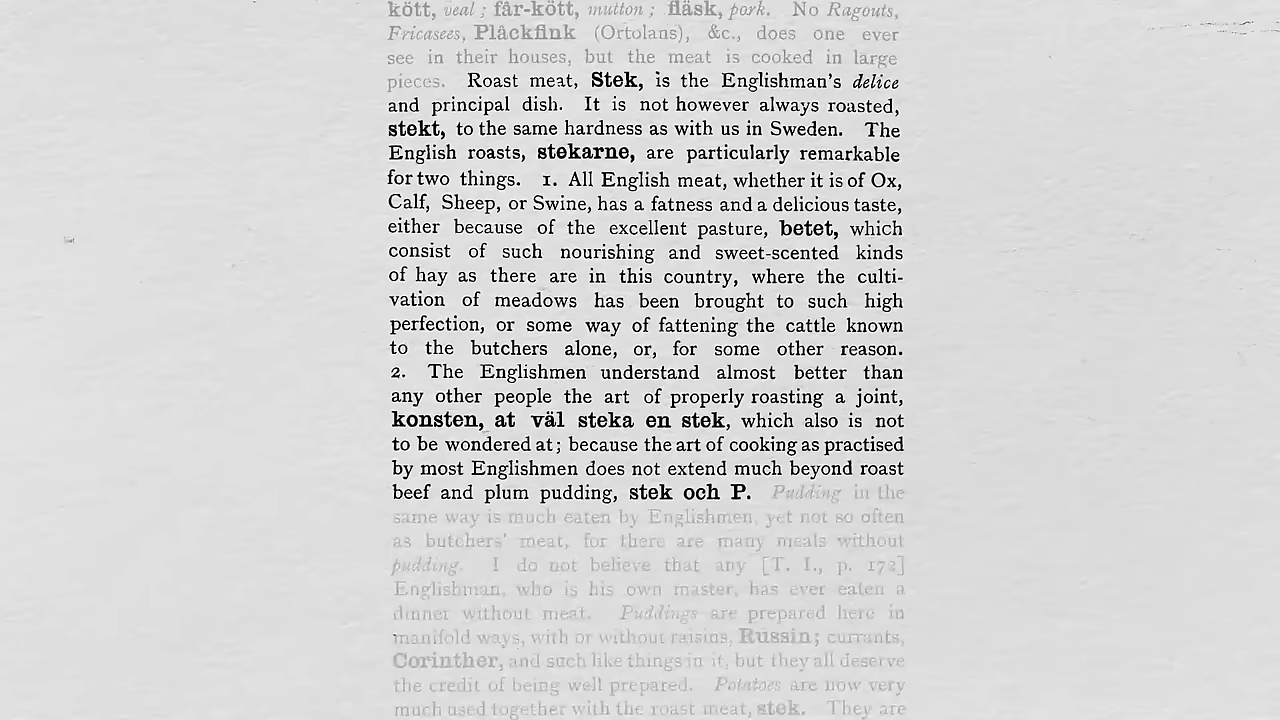 kött, veal; får-kött, mutton; fläsk, pork. No Ragouts,
Fricasees, Plåckfink (Ortolans), &c., does one ever
see in their houses, but the meat is cooked in large
pieces. Roast meat, Stek, is the Englishman's delice
and principal dish. It is not however always roasted,
stekt, to the same hardness as with us in Sweden. The
English roasts, stekarne, are particularly remarkable
for two things. 1. All English meat, whether it is of Ox,
Calf, Sheep, or Swine, has a fatness and a delicious taste,
either because of the excellent pasture, betet, which
consist of such nourishing and sweet-scented kinds
of hay as there are in this country, where the culti-
vation of meadows has been brought to such high
perfection, or some way of fattening the cattle known
to the butchers alone, or, for some other reason.
2. The Englishmen understand almost better than
any other people the art of properly roasting a joint,
konsten, at väl steka en stek, which also is not
to be wondered at; because the art of cooking as practised
by most Englishmen does not extend much beyond roast
beef and plum pudding, stek och P. Pudding in the
same way is much eaten by Englishmen, yet not so often
as butchers' meat, for there are many meals without
pudding. I do not believe that any [T. I., p. 172]
Englishman, who is his own master, has ever eaten a
dinner without meat. Puddings are prepared here in
manifold ways, with or without raisins, Russin; currants,
Corinther, and such like things in it, but they all deserve
the credit of being well prepared. Potatoes are now very
much used together with the roast meat, stek. They are